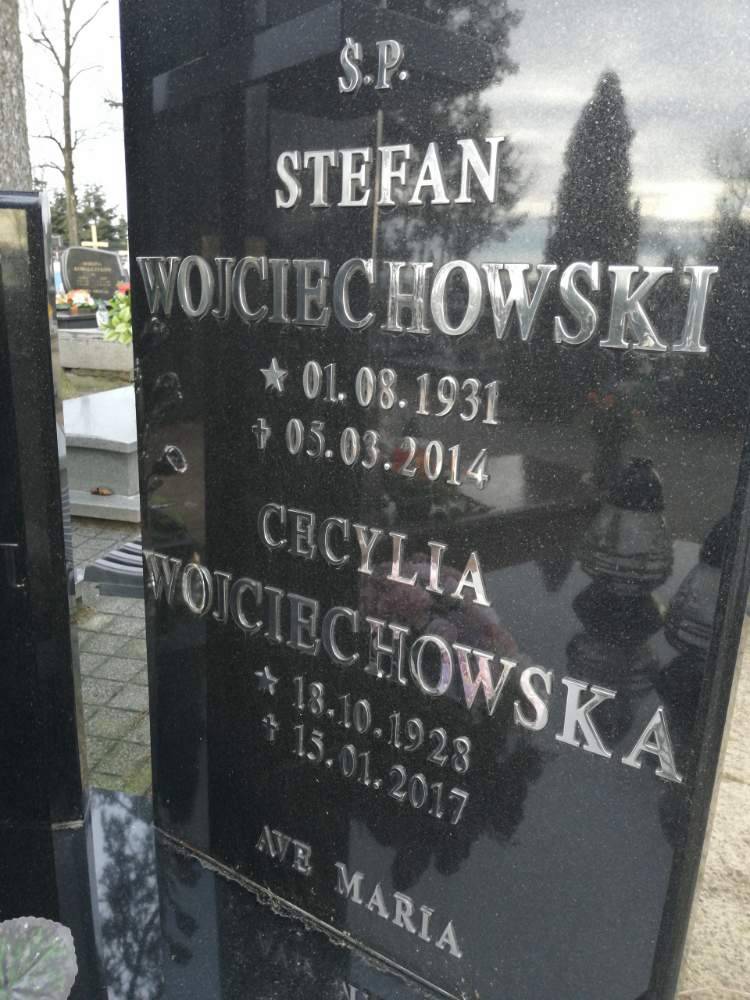 Ś.P.
STEFAN
WOJCIECHOWSKI
★ 01.08.1931
✝ 05.03.2014
CECYLIA
WOJCIECHOWSKA
★ 18.10.1928
✝ 15.01.2017
AVE MARIA